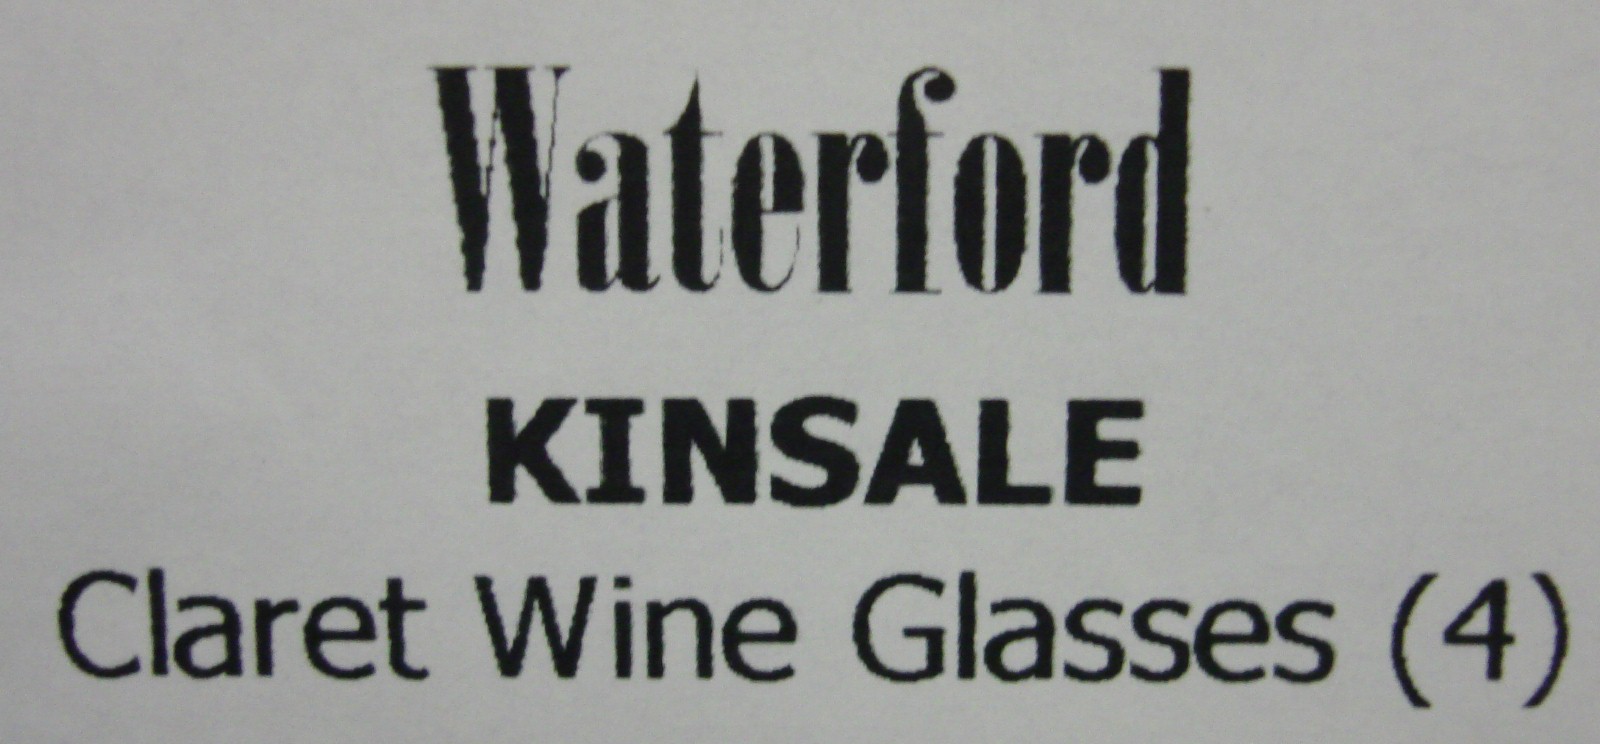 Waterford
KINSALE
Claret Wine Glasses (4)